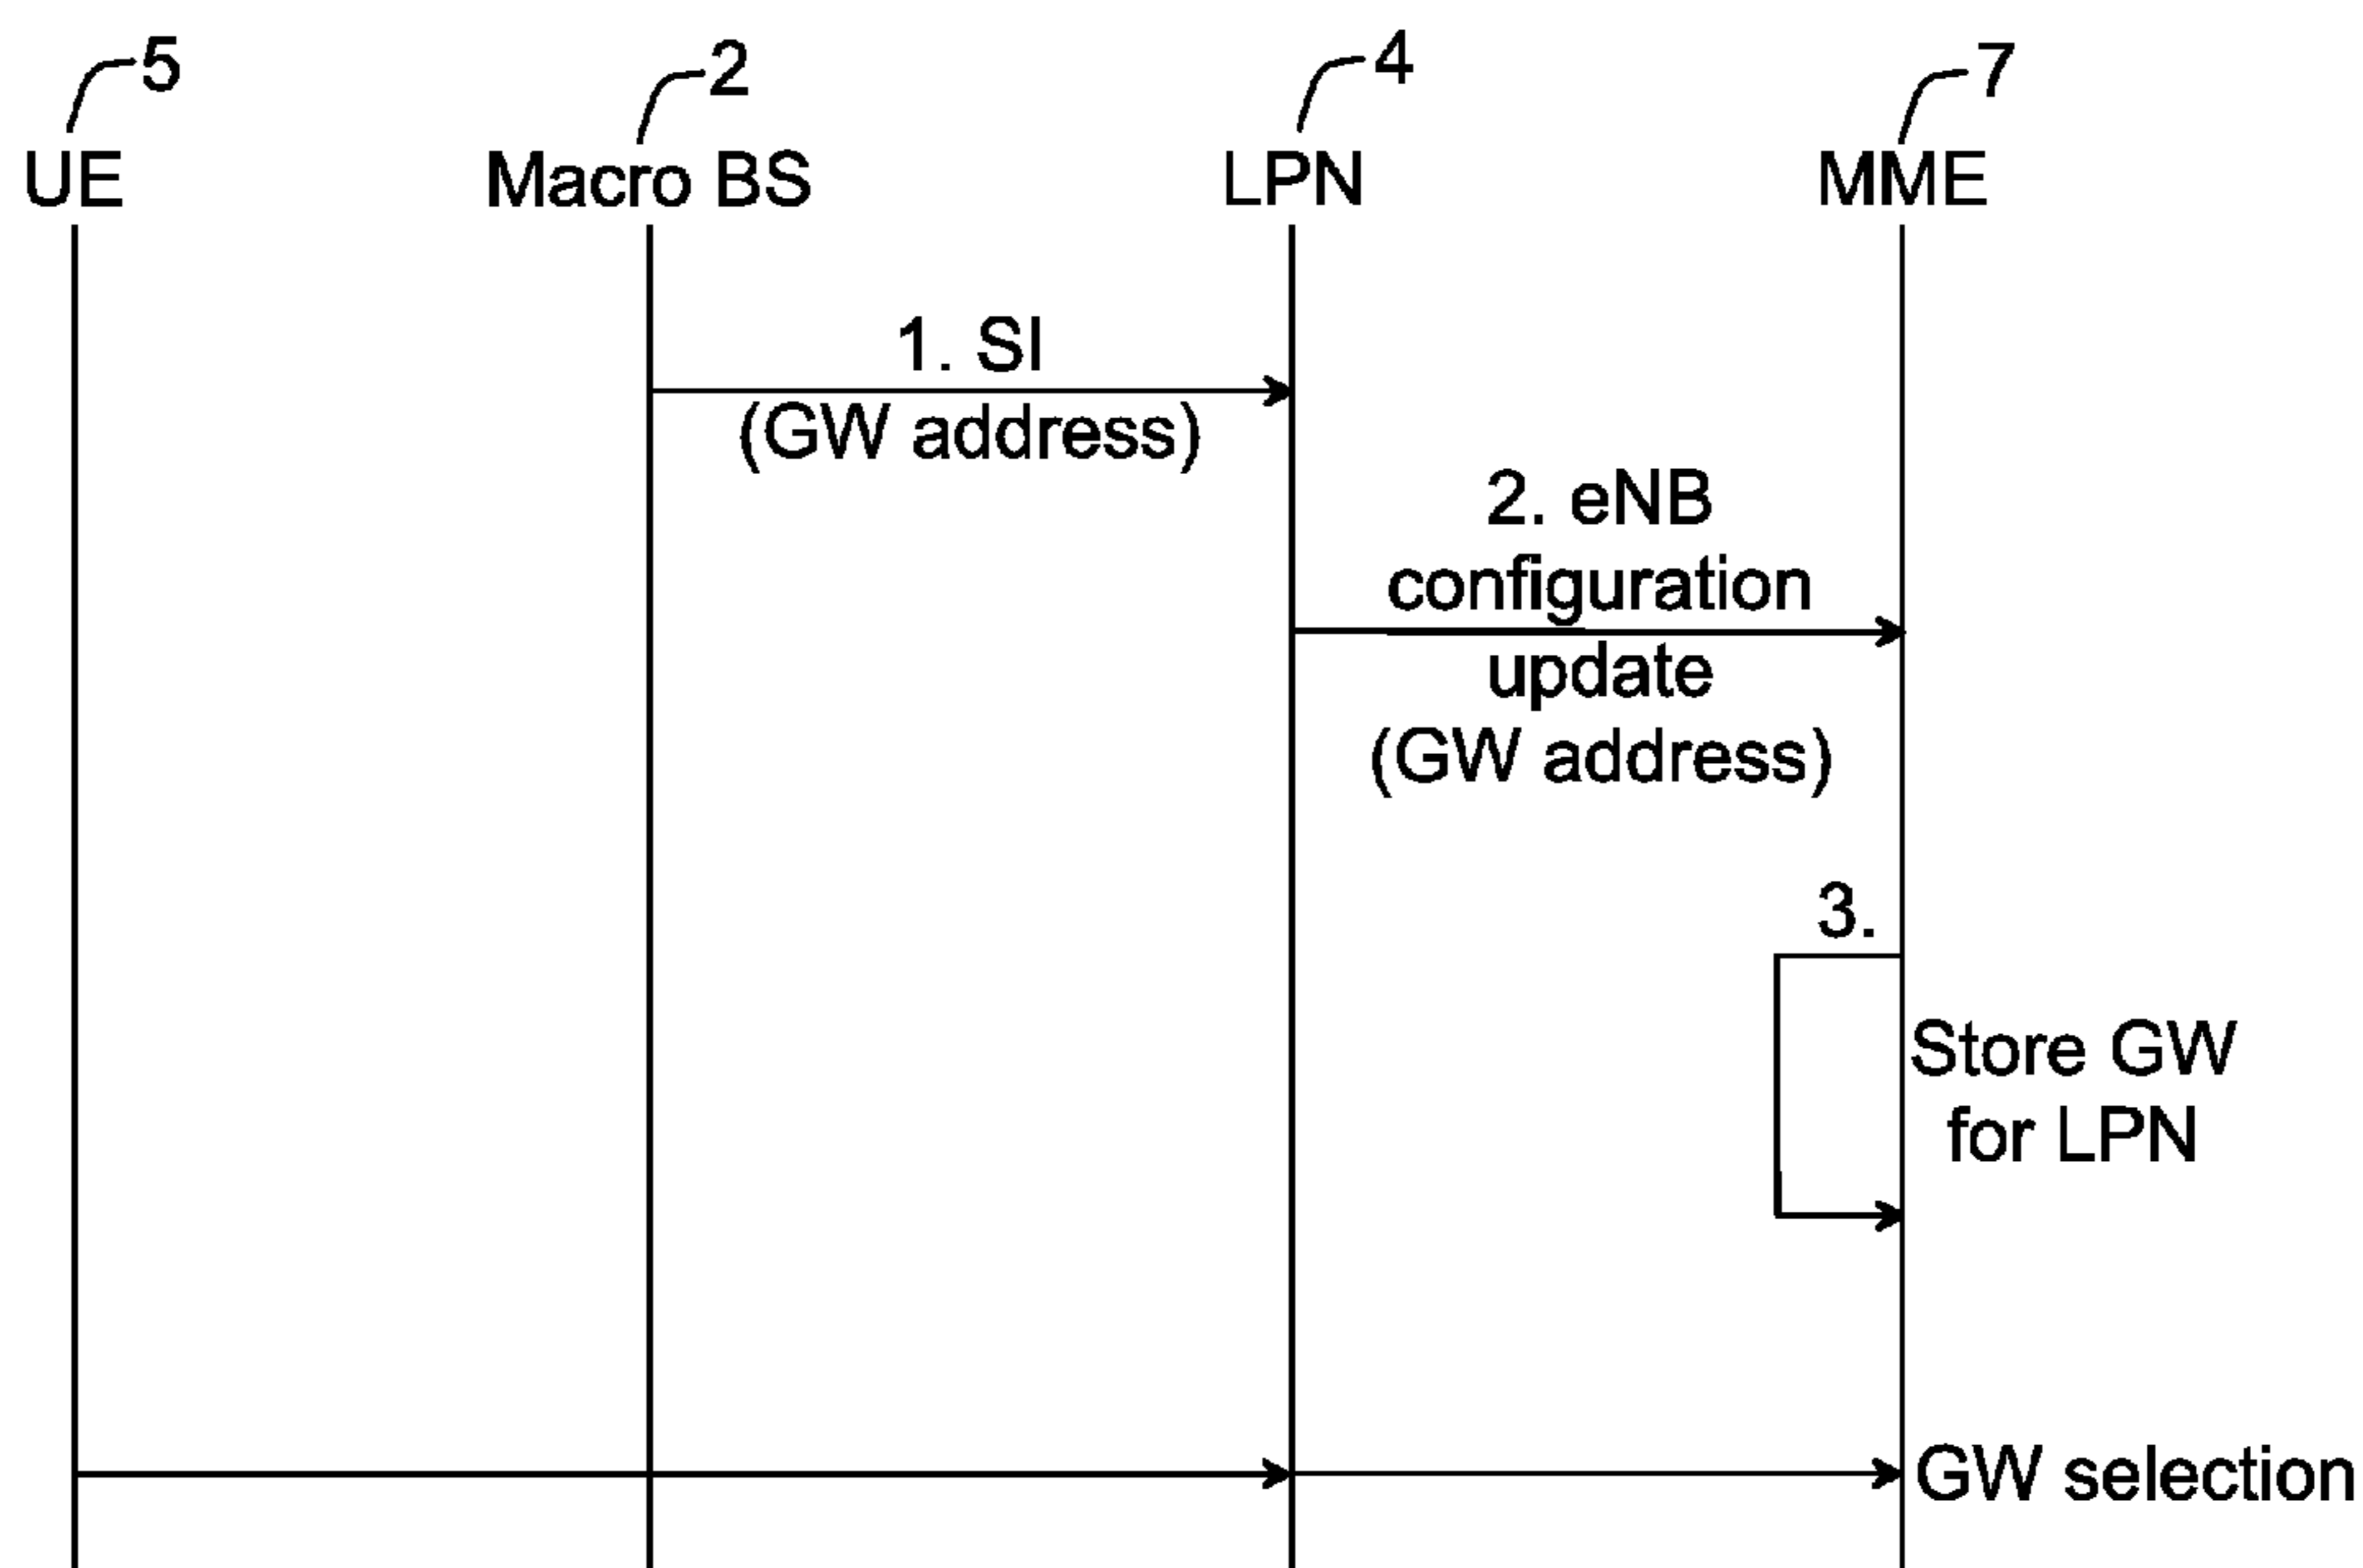 5
2
4
7
UE
Macro BS
LPN
MME
1. SI
(GW address)
2. eNB
configuration
update
(GW address)
3.
Store GW
for LPN
GW selection